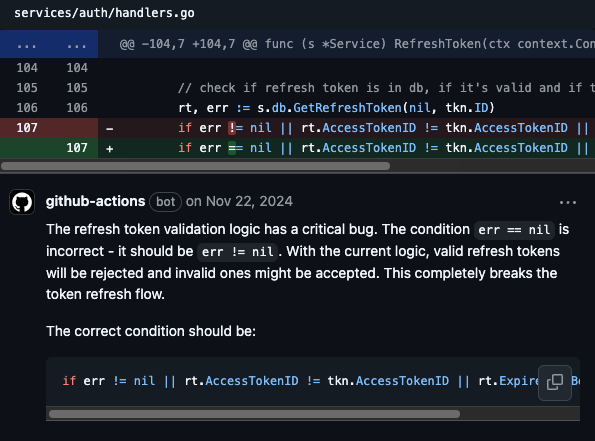 services/auth/handlers.go
... ... @@ -104,7 +104,7 @@ func (s *Service) RefreshToken(ctx context.Con
104 104
105 105 // check if refresh token is in db, if it's valid and if t
106 106 rt, err := s.db.GetRefreshToken(nil, tkn.ID)
107 - if err != nil || rt.AccessTokenID != tkn.AccessTokenID ||
107 + if err == nil || rt.AccessTokenID != tkn.AccessTokenID ||
github-actions bot on Nov 22, 2024 ...
The refresh token validation logic has a critical bug. The condition err == nil is
incorrect - it should be err != nil. With the current logic, valid refresh tokens
will be rejected and invalid ones might be accepted. This completely breaks the
token refresh flow.
The correct condition should be:
if err != nil || rt.AccessTokenID != tkn.AccessTokenID || rt.Expire